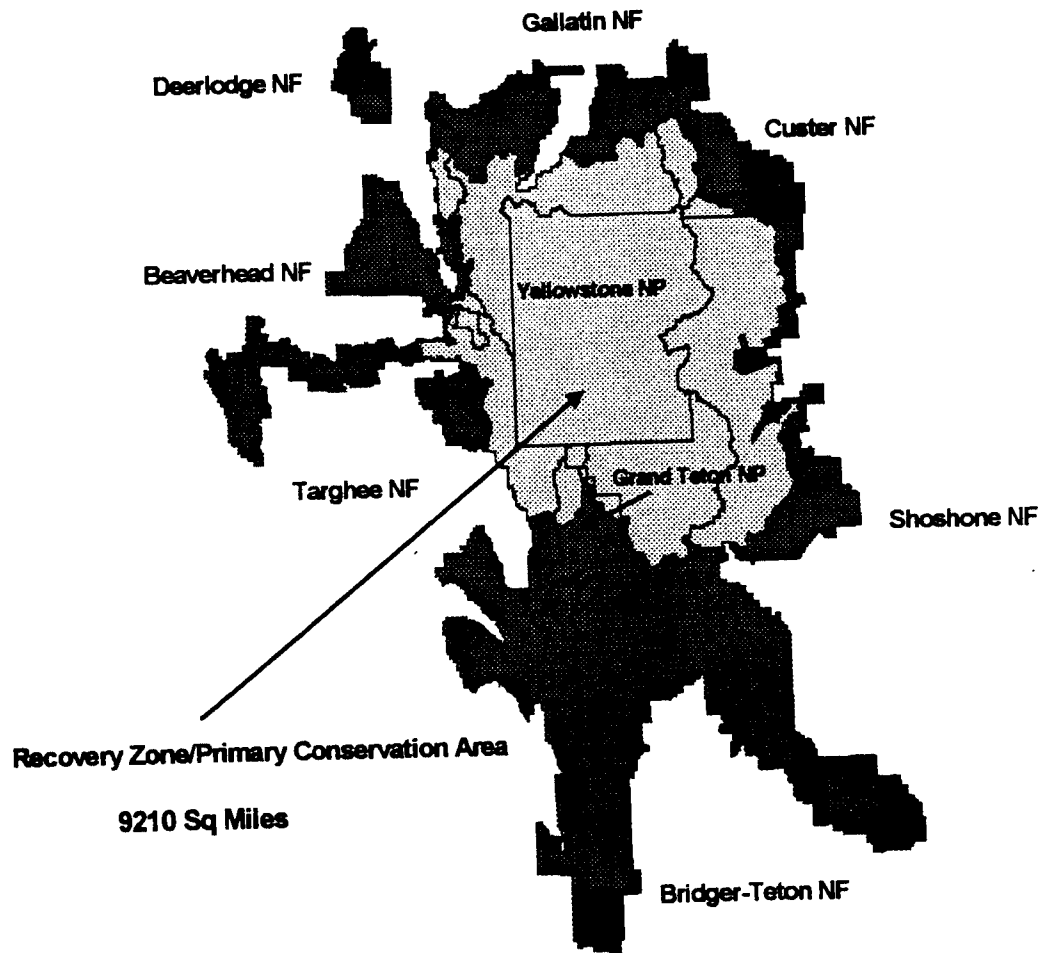 Gallatin NF
Deerlodge NF
Custer NF
Beaverhead NF
Yellowstone NP
Targhee NF
Grand Teton NP
Shoshone NF
Recovery Zone/Primary Conservation Area
9210 Sq Miles
Bridger-Teton NF